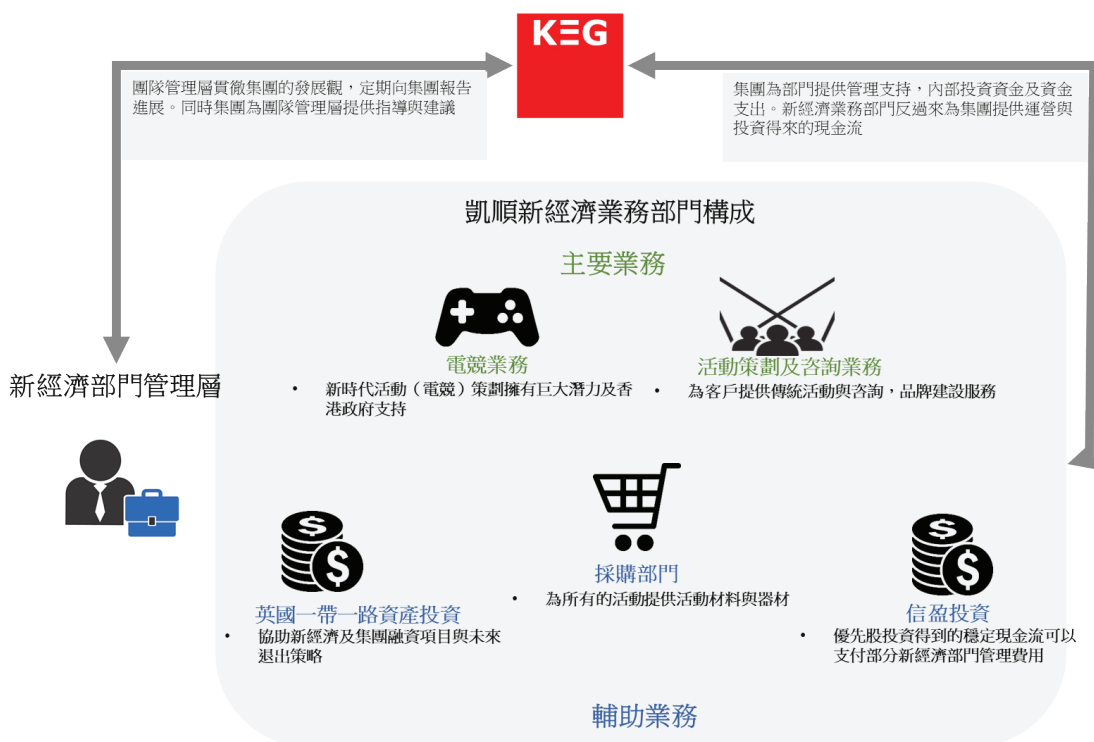 KEG
團隊管理層貫徹集團的發展觀，定期向集團報告
進展。同時集團為團隊管理層提供指導與建議
集團為部門提供管理支持，內部投資資金及資金
支出。新經濟業務部門反過來為集團提供運營與
投資得來的現金流
凱順新經濟業務部門構成
主要業務
電競業務
• 新時代活動（電競）策劃擁有巨大潛力及香
港政府支持
活動策劃及咨詢業務
• 為客戶提供傳統活動與咨詢，品牌建設服務
新經濟部門管理層
英國一帶一路資產投資
• 協助新經濟及集團融資項目與未來
退出策略
採購部門
• 為所有的活動提供活動材料與器材
信盈投資
• 優先股投資得到的穩定現金流可以
支付部分新經濟部門管理費用
輔助業務